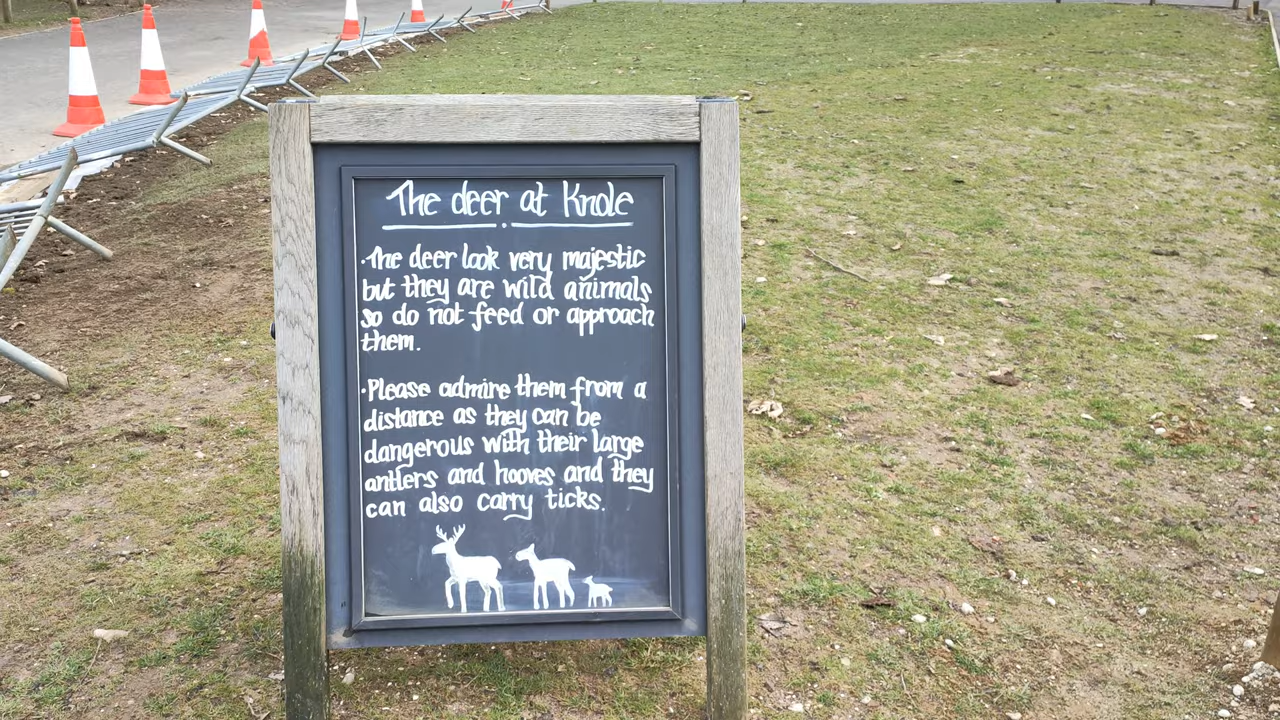 The deer at Knole
·The deer look very majestic
but they are wild animals
so do not feed or approach
them.
·Please admire them from a
distance as they can be
dangerous with their large
antlers and hooves and they
can also carry ticks.